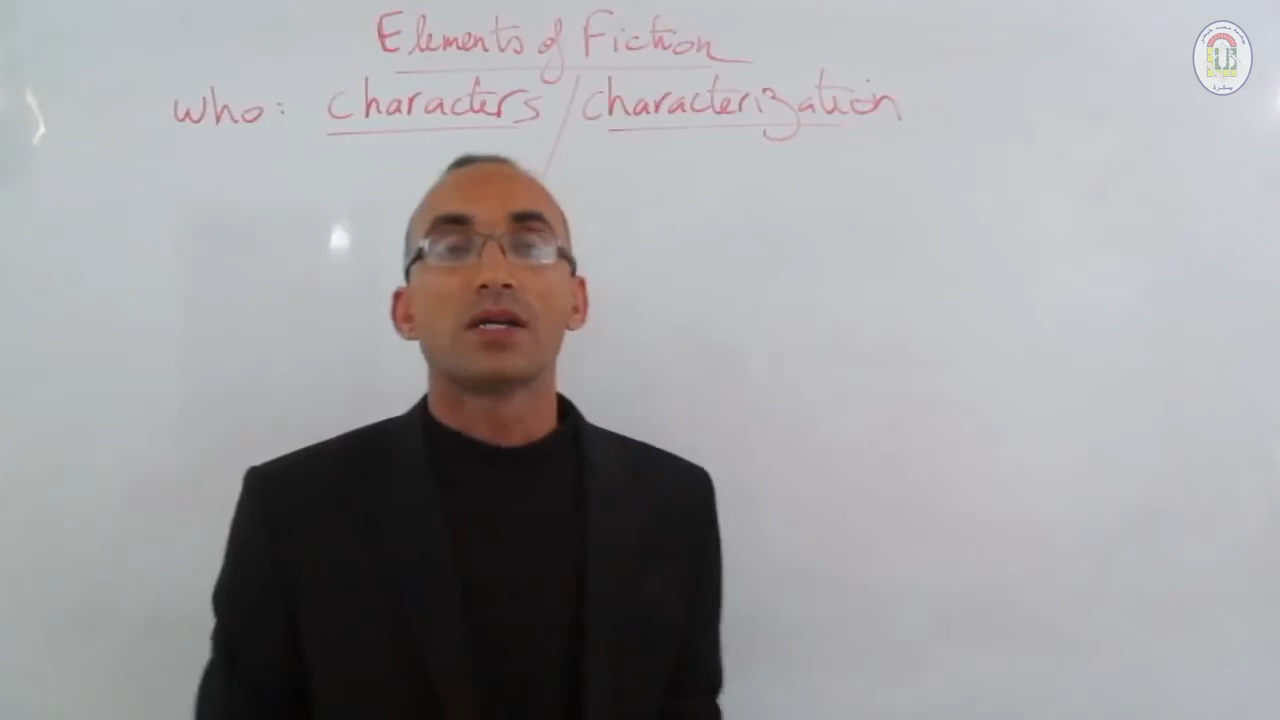 Elements of Fiction
who: characters / characterization